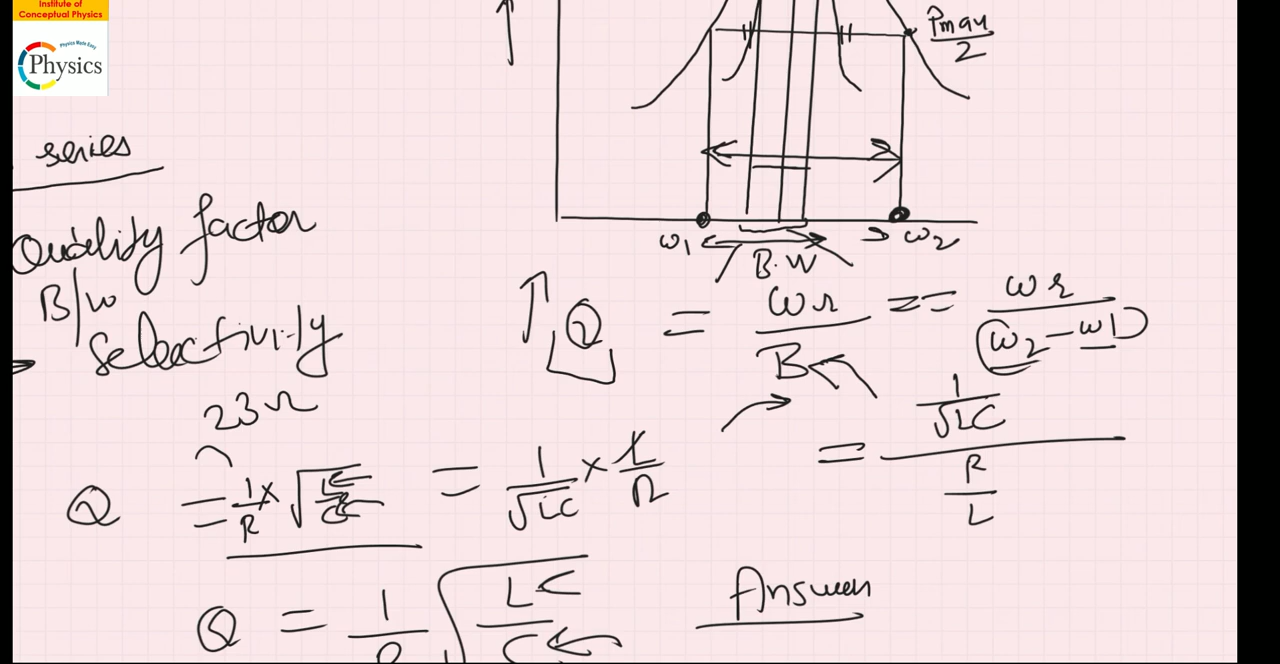 Institute of
Conceptual Physics
Physics Made Easy
Physics
Pmax/2
series
Quality factor
B/w
Selectivity
ω1
B.W
ω2
Q = ωr/B == ωr/(ω2-ω1)
23Ω
= 1/√LC / R/L
Q = 1/R × √L/C = 1/√LC × L/R
Q = 1/R √L/C
Answer